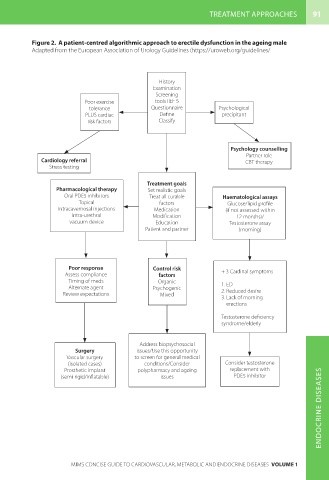 TREATMENT APPROACHES 91
Figure 2. A patient-centred algorithmic approach to erectile dysfunction in the ageing male
Adapted from the European Association of Urology Guidelines (https://uroweb.org/guidelines/
History
Examination
Screening
tools IIEF 5
Questionnaire
Define
Classify
Poor exercise
tolerance
PLUS cardiac
risk factors
Psychological
precipitant
Psychology counselling
Partner role
CBT therapy
Cardiology referral
Stress testing
Treatment goals
Set realistic goals
Treat all curable
factors
Medication
Modification
Education
Patient and partner
Pharmacological therapy
Oral PDE5 inhibitors
Topical
Intracavernosal injections
Intra-urethral
Vacuum device
Haematological assays
Glucose/lipid profile
(if not assessed within
12 months)/
Testosterone assay
(morning)
Poor response
Assess compliance
Timing of meds
Alternate agent
Review expectations
Control risk
factors
Organic
Psychogenic
Mixed
+ 3 Cardinal symptoms
1. ED
2. Reduced desire
3. Lack of morning
erections
Testosterone deficiency
syndrome/elderly
Surgery
Vascular surgery
(isolated cases)
Prosthetic implant
(semi-rigid/inflatable)
Address biopsychosocial
issues/Use this opportunity
to screen for general medical
conditions/Consider
polypharmacy and ageing
issues
Consider testosterone
replacement with
PDE5 inhibitor
ENDOCRINE DISEASES
MIMS CONCISE GUIDE TO CARDIOVASCULAR, METABOLIC AND ENDOCRINE DISEASES VOLUME 1